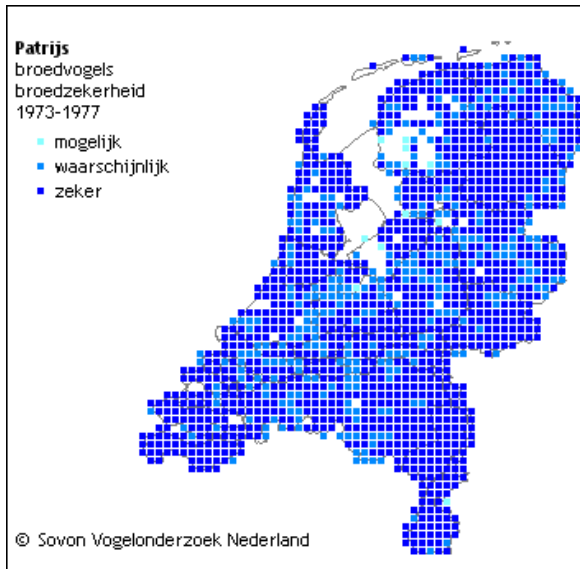 Patrijs
broedvogels
broedzekerheid
1973-1977
mogelijk
waarschijnlijk
zeker
© Sovon Vogelonderzoek Nederland